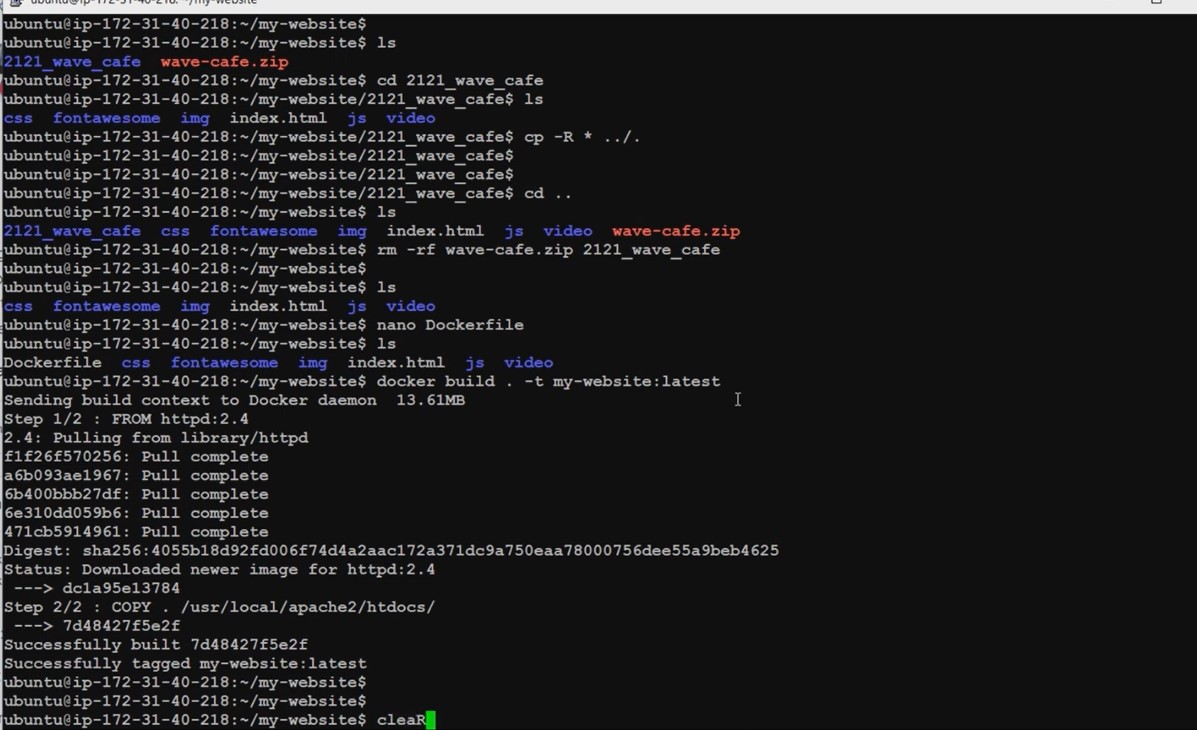 ubuntu@ip-172-31-40-218: ~/my-website
ubuntu@ip-172-31-40-218:~/my-website$
ubuntu@ip-172-31-40-218:~/my-website$ ls
2121_wave_cafe  wave-cafe.zip
ubuntu@ip-172-31-40-218:~/my-website$ cd 2121_wave_cafe
ubuntu@ip-172-31-40-218:~/my-website/2121_wave_cafe$ ls
css  fontawesome  img  index.html  js  video
ubuntu@ip-172-31-40-218:~/my-website/2121_wave_cafe$ cp -R * ../.
ubuntu@ip-172-31-40-218:~/my-website/2121_wave_cafe$
ubuntu@ip-172-31-40-218:~/my-website/2121_wave_cafe$
ubuntu@ip-172-31-40-218:~/my-website/2121_wave_cafe$ cd ..
ubuntu@ip-172-31-40-218:~/my-website$ ls
2121_wave_cafe  css  fontawesome  img  index.html  js  video  wave-cafe.zip
ubuntu@ip-172-31-40-218:~/my-website$ rm -rf wave-cafe.zip 2121_wave_cafe
ubuntu@ip-172-31-40-218:~/my-website$
ubuntu@ip-172-31-40-218:~/my-website$ ls
css  fontawesome  img  index.html  js  video
ubuntu@ip-172-31-40-218:~/my-website$ nano Dockerfile
ubuntu@ip-172-31-40-218:~/my-website$ ls
Dockerfile  css  fontawesome  img  index.html  js  video
ubuntu@ip-172-31-40-218:~/my-website$ docker build . -t my-website:latest
Sending build context to Docker daemon  13.61MB
Step 1/2 : FROM httpd:2.4
2.4: Pulling from library/httpd
f1f26f570256: Pull complete
a6b093ae1967: Pull complete
6b400bbb27df: Pull complete
6e310dd059b6: Pull complete
471cb5914961: Pull complete
Digest: sha256:4055b18d92fd006f74d4a2aac172a371dc9a750eaa78000756dee55a9beb4625
Status: Downloaded newer image for httpd:2.4
 ---> dc1a95e13784
Step 2/2 : COPY . /usr/local/apache2/htdocs/
 ---> 7d48427f5e2f
Successfully built 7d48427f5e2f
Successfully tagged my-website:latest
ubuntu@ip-172-31-40-218:~/my-website$
ubuntu@ip-172-31-40-218:~/my-website$
ubuntu@ip-172-31-40-218:~/my-website$ cleaR